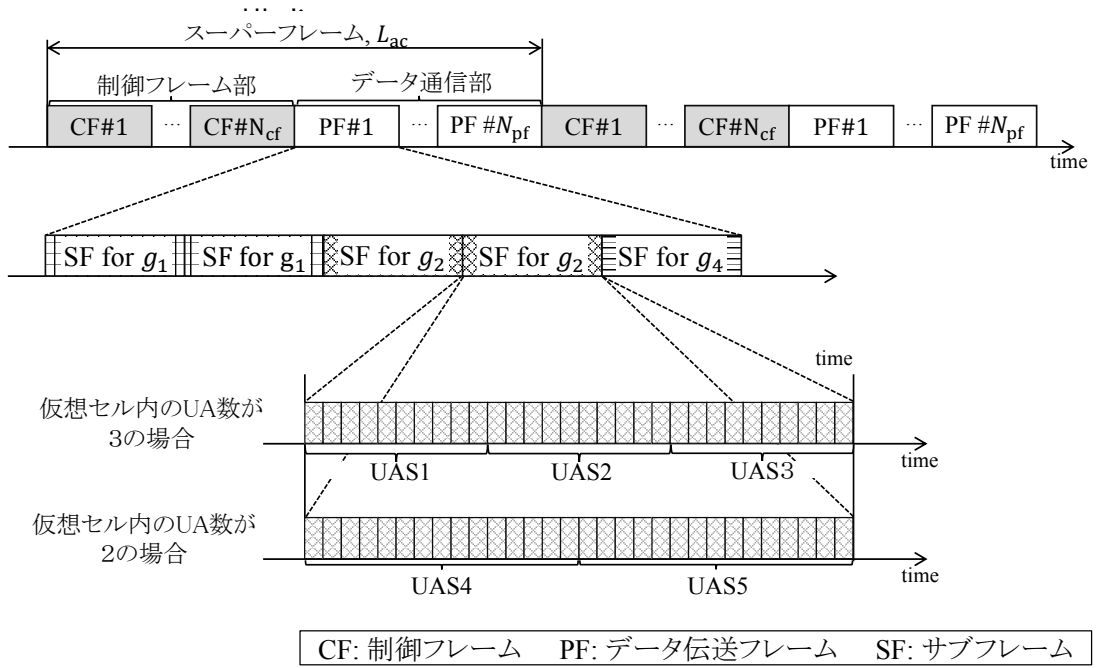 スーパーフレーム, L_ac
制御フレーム部 データ通信部
CF#1 ... CF#N_cf PF#1 ... PF #N_pf CF#1 ... CF#N_cf PF#1 ... PF #N_pf
time
SF for g_1 SF for g_1 SF for g_2 SF for g_2 SF for g_4
time
仮想セル内のUA数が
3の場合
time
UAS1 UAS2 UAS3
仮想セル内のUA数が
2の場合
time
UAS4 UAS5
CF: 制御フレーム PF: データ伝送フレーム SF: サブフレーム